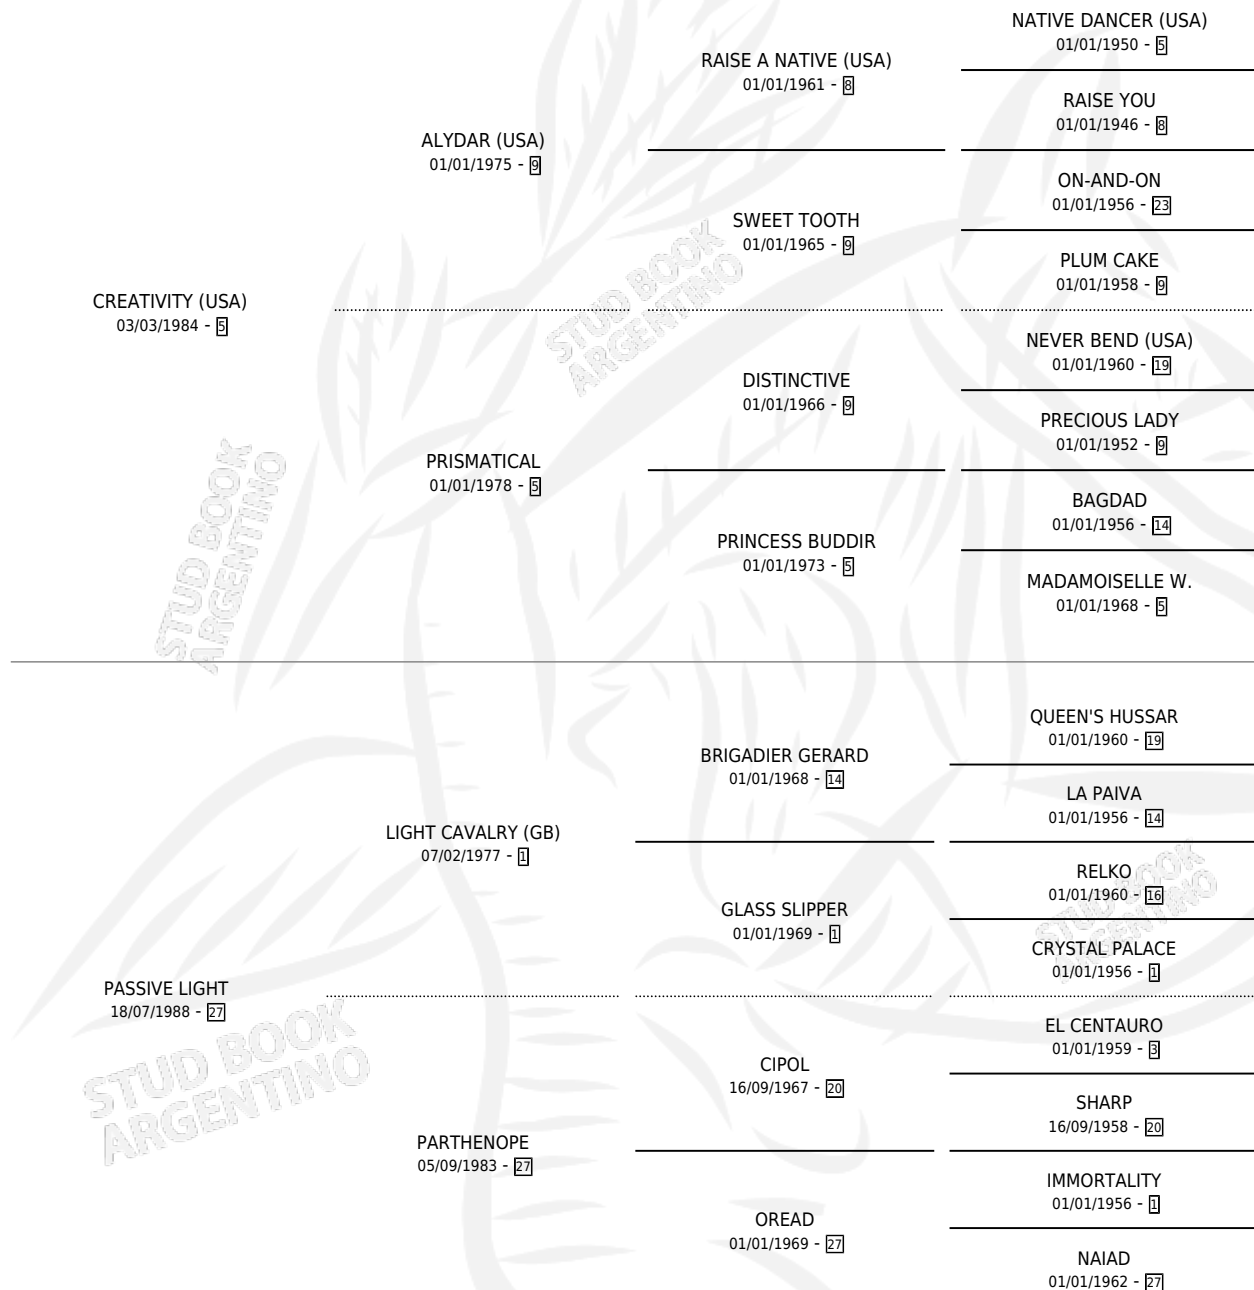 NATIVE DANCER (USA)
01/01/1950 - 5
RAISE A NATIVE (USA)
01/01/1961 - 8
RAISE YOU
01/01/1946 - 8
ALYDAR (USA)
01/01/1975 - 9
ON-AND-ON
01/01/1956 - 23
SWEET TOOTH
01/01/1965 - 9
PLUM CAKE
01/01/1958 - 9
CREATIVITY (USA)
03/03/1984 - 5
STUD BOOK
ARGENTINO
NEVER BEND (USA)
01/01/1960 - 19
DISTINCTIVE
01/01/1966 - 9
PRECIOUS LADY
01/01/1952 - 9
PRISMATICAL
01/01/1978 - 5
BAGDAD
01/01/1956 - 14
PRINCESS BUDDIR
01/01/1973 - 5
MADAMOISELLE W.
01/01/1968 - 5
STUD BOOK
ARGENTINO
QUEEN'S HUSSAR
01/01/1960 - 19
BRIGADIER GERARD
01/01/1968 - 14
LA PAIVA
01/01/1956 - 14
LIGHT CAVALRY (GB)
07/02/1977 - 1
RELKO
01/01/1960 - 16
GLASS SLIPPER
01/01/1969 - 1
CRYSTAL PALACE
01/01/1956 - 1
STUD BOOK
ARGENTINO
PASSIVE LIGHT
18/07/1988 - 27
EL CENTAURO
01/01/1959 - 3
CIPOL
16/09/1967 - 20
SHARP
16/09/1958 - 20
STUD BOOK
ARGENTINO
PARTHENOPE
05/09/1983 - 27
IMMORTALITY
01/01/1956 - 1
OREAD
01/01/1969 - 27
NAIAD
01/01/1962 - 27